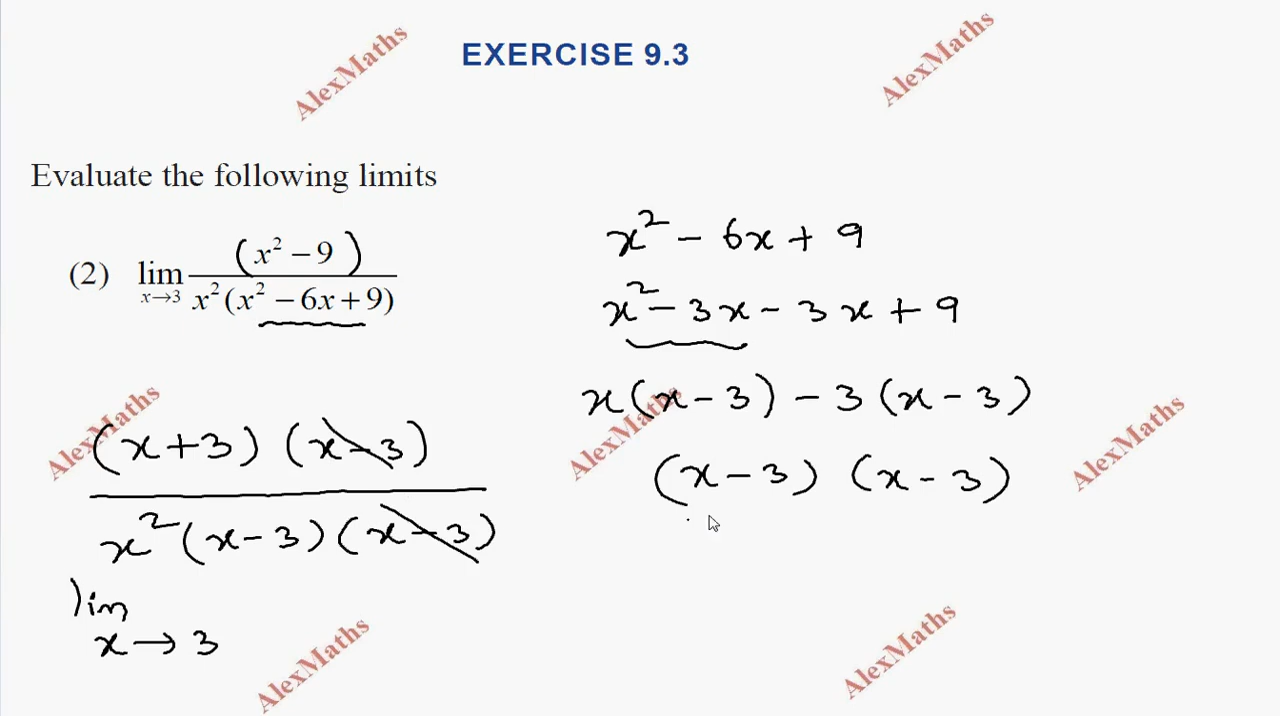 EXERCISE 9.3
AlexMaths
AlexMaths
Evaluate the following limits
(2) lim x→3 (x² − 9) / x²(x² − 6x + 9)
x² − 6x + 9
x² − 3x − 3x + 9
x(x − 3) − 3(x − 3)
(x − 3) (x − 3)
AlexMaths
AlexMaths
AlexMaths
(x + 3) (x − 3)
x² (x − 3) (x − 3)
lim
x → 3
AlexMaths
AlexMaths